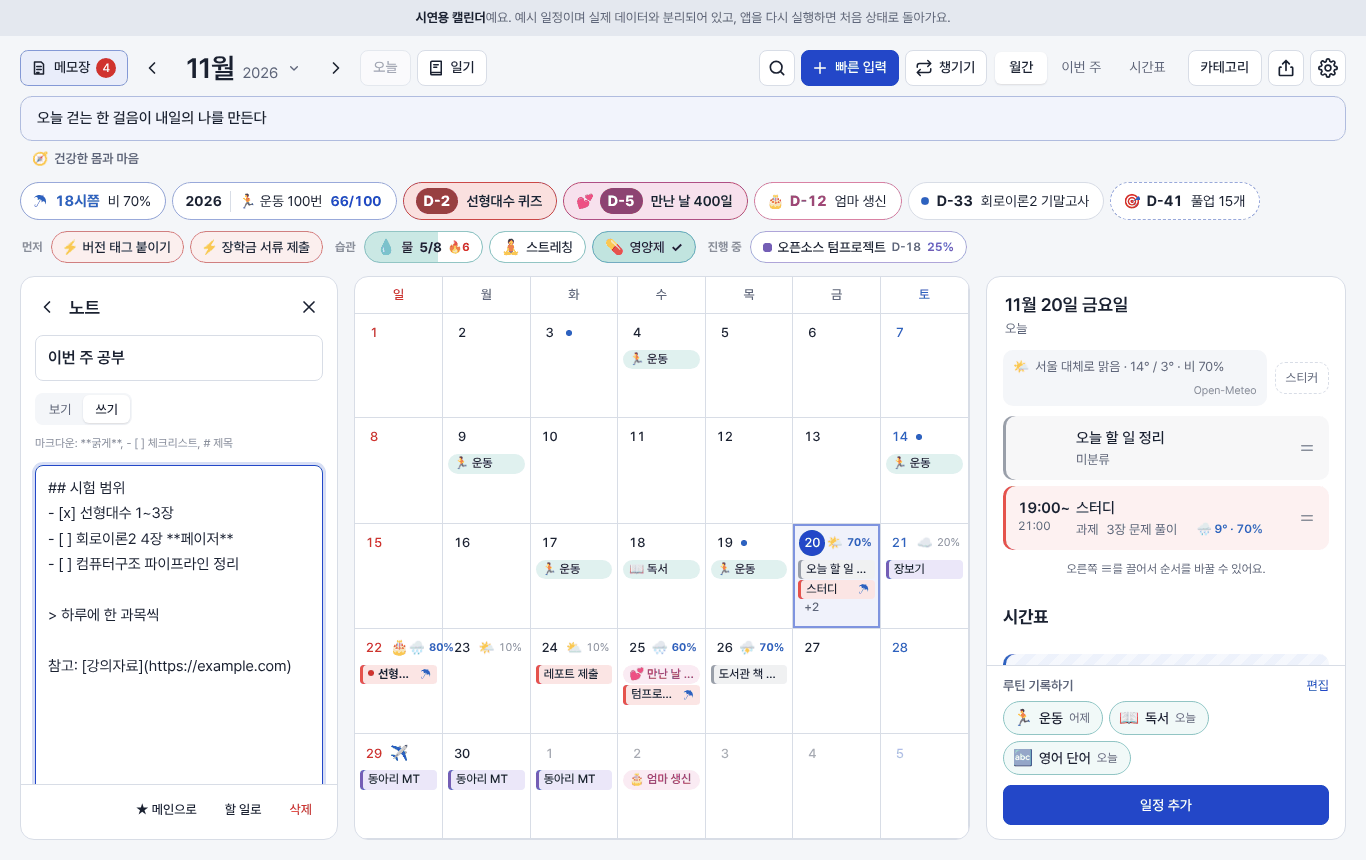 시연용 캘린더예요. 예시 일정이며 실제 데이터와 분리되어 있고, 앱을 다시 실행하면 처음 상태로 돌아가요.
메모장 4 11월 2026 오늘 일기 빠른 입력 챙기기 월간 이번 주 시간표 카테고리
오늘 걷는 한 걸음이 내일의 나를 만든다
🧭 건강한 몸과 마음
☂ 18시쯤 비 70% 2026 🏃 운동 100번 66/100 D-2 선형대수 퀴즈 💕 D-5 만난 날 400일 🎂 D-12 엄마 생신 D-33 회로이론2 기말고사 🎯 D-41 풀업 15개
먼저 ⚡ 버전 태그 붙이기 ⚡ 장학금 서류 제출 습관 💧 물 5/8 🔥6 🧘 스트레칭 💊 영양제 ✓ 진행 중 오픈소스 텀프로젝트 D-18 25%
노트
이번 주 공부
보기 쓰기
마크다운: **굵게**, - [ ] 체크리스트, # 제목
## 시험 범위
- [x] 선형대수 1~3장
- [ ] 회로이론2 4장 **페이저**
- [ ] 컴퓨터구조 파이프라인 정리
> 하루에 한 과목씩
참고: [강의자료](https://example.com)
★ 메인으로 할 일로 삭제
일 월 화 수 목 금 토
1 2 3 4 5 6 7
🏃 운동
8 9 10 11 12 13 14
🏃 운동 🏃 운동
15 16 17 18 19 20 🌤 70% 21 ☁ 20%
🏃 운동 📖 독서 🏃 운동 오늘 할 일 ... 장보기
스터디 ☂
+2
22 🎂🌧 80% 23 🌤 10% 24 ⛅ 10% 25 🌧 60% 26 ⛈ 70% 27 28
선형... ☂ 레포트 제출 💕 만난 날 ... 도서관 책 ...
텀프로... ☂
29 ✈ 30 1 2 3 4 5
동아리 MT 동아리 MT 동아리 MT 🎂 엄마 생신
11월 20일 금요일
오늘
🌤 서울 대체로 맑음 · 14° / 3° · 비 70%
Open-Meteo
스티커
오늘 할 일 정리
미분류
19:00~ 스터디
21:00 과제 3장 문제 풀이 🌧 9° · 70%
오른쪽 ≡를 끌어서 순서를 바꿀 수 있어요.
시간표
루틴 기록하기 편집
🏃 운동 어제 📖 독서 오늘
🔤 영어 단어 오늘
일정 추가